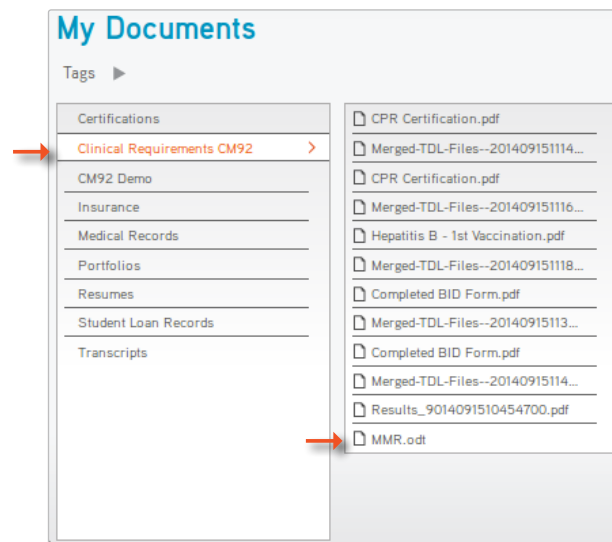 My Documents
Tags
Certifications
Clinical Requirements CM92
CM92 Demo
Insurance
Medical Records
Portfolios
Resumes
Student Loan Records
Transcripts
CPR Certification.pdf
Merged-TDL-Files--201409151114...
CPR Certification.pdf
Merged-TDL-Files--201409151116...
Hepatitis B - 1st Vaccination.pdf
Merged-TDL-Files--201409151118...
Completed BID Form.pdf
Merged-TDL-Files--20140915113...
Completed BID Form.pdf
Merged-TDL-Files--20140915114...
Results_9014091510454700.pdf
MMR.odt